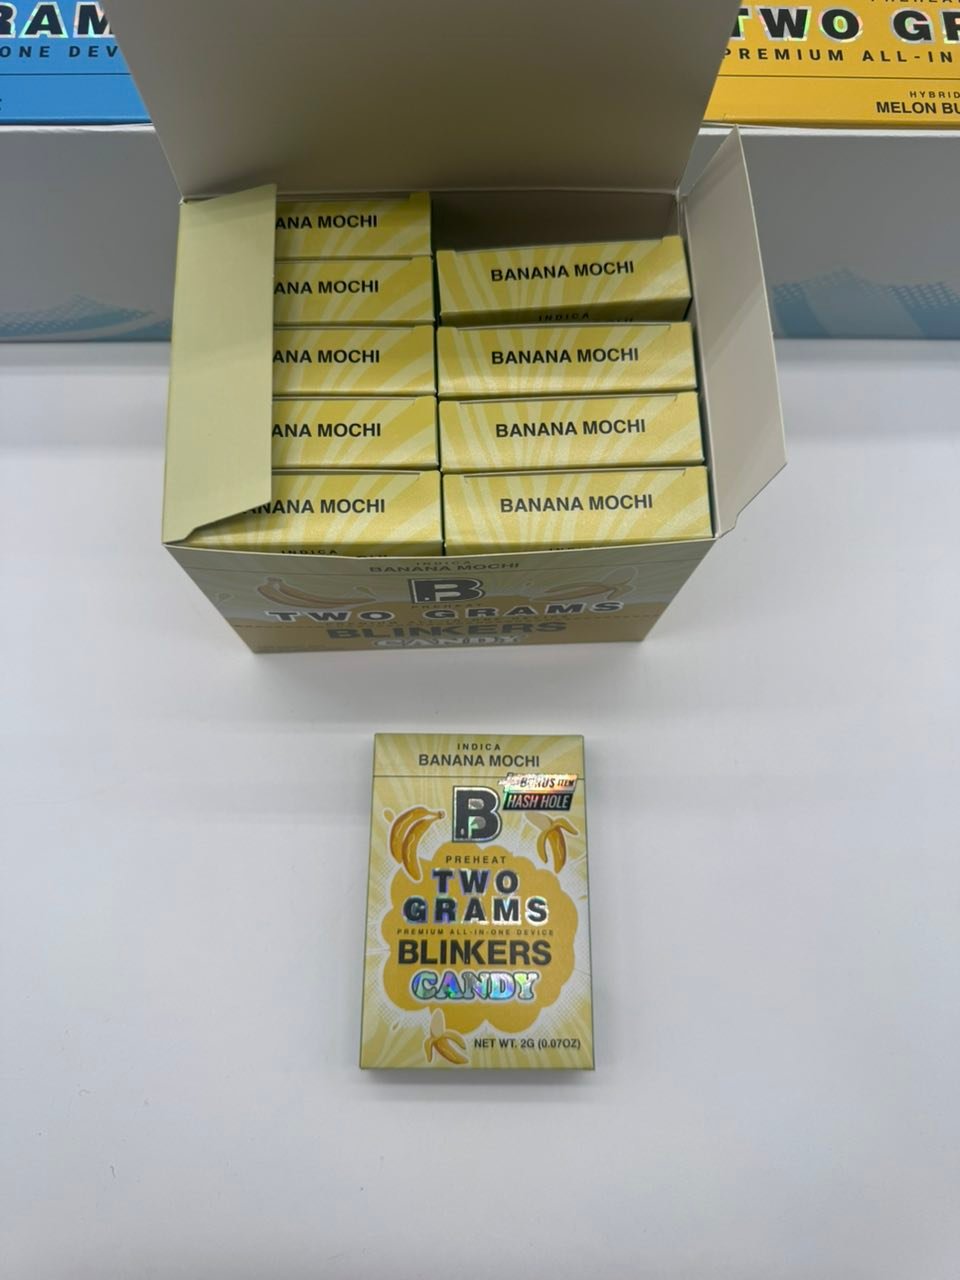 RAM
ONE DEV
TWO GR
PREMIUM ALL-IN
HYBRID
MELON BU
ANA MOCHI
BANANA MOCHI
ANA MOCHI
ANA MOCHI
BANANA MOCHI
ANA MOCHI
BANANA MOCHI
ANANA MOCHI
BANANA MOCHI
INDICA
INDICA
BANANA MOCHI
B
PREHEAT
TWO GRAMS
BLINKERS
CANDY
INDICA
BANANA MOCHI
BONUS ITEM
HASH HOLE
B
PREHEAT
TWO
GRAMS
PREMIUM ALL-IN-ONE DEVICE
BLINKERS
CANDY
NET WT. 2G (0.07OZ)